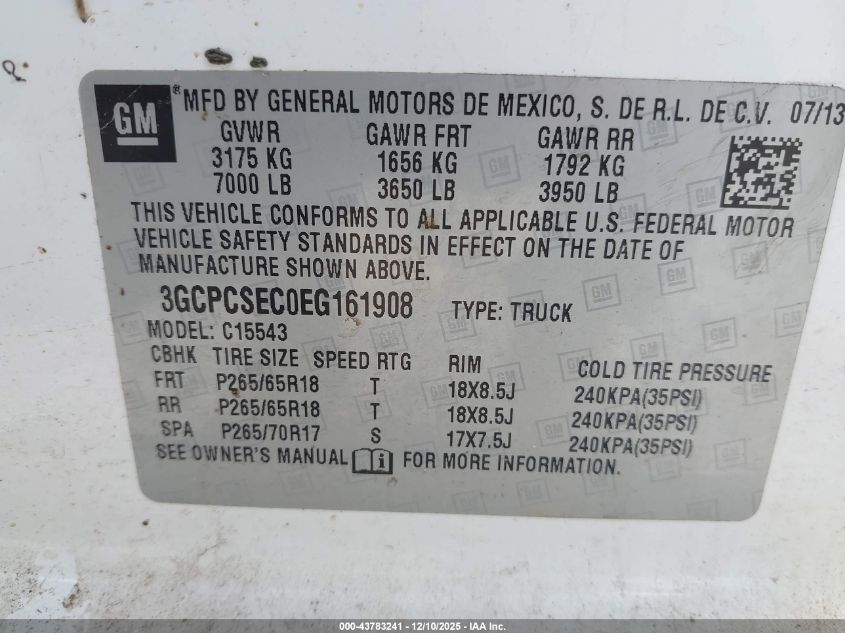 GM ® MFD BY GENERAL MOTORS DE MEXICO, S. DE R.L. DE C.V. 07/13
GVWR GAWR FRT GAWR RR
3175 KG 1656 KG 1792 KG
7000 LB 3650 LB 3950 LB
THIS VEHICLE CONFORMS TO ALL APPLICABLE U.S. FEDERAL MOTOR
VEHICLE SAFETY STANDARDS IN EFFECT ON THE DATE OF
MANUFACTURE SHOWN ABOVE.
3GCPCSEC0EG161908 TYPE: TRUCK
MODEL: C15543
CBHK TIRE SIZE SPEED RTG RIM COLD TIRE PRESSURE
FRT P265/65R18 T 18X8.5J 240KPA(35PSI)
RR P265/65R18 T 18X8.5J 240KPA(35PSI)
SPA P265/70R17 S 17X7.5J 240KPA(35PSI)
SEE OWNER'S MANUAL i FOR MORE INFORMATION.
000-43783241 - 12/10/2025 - IAA Inc.